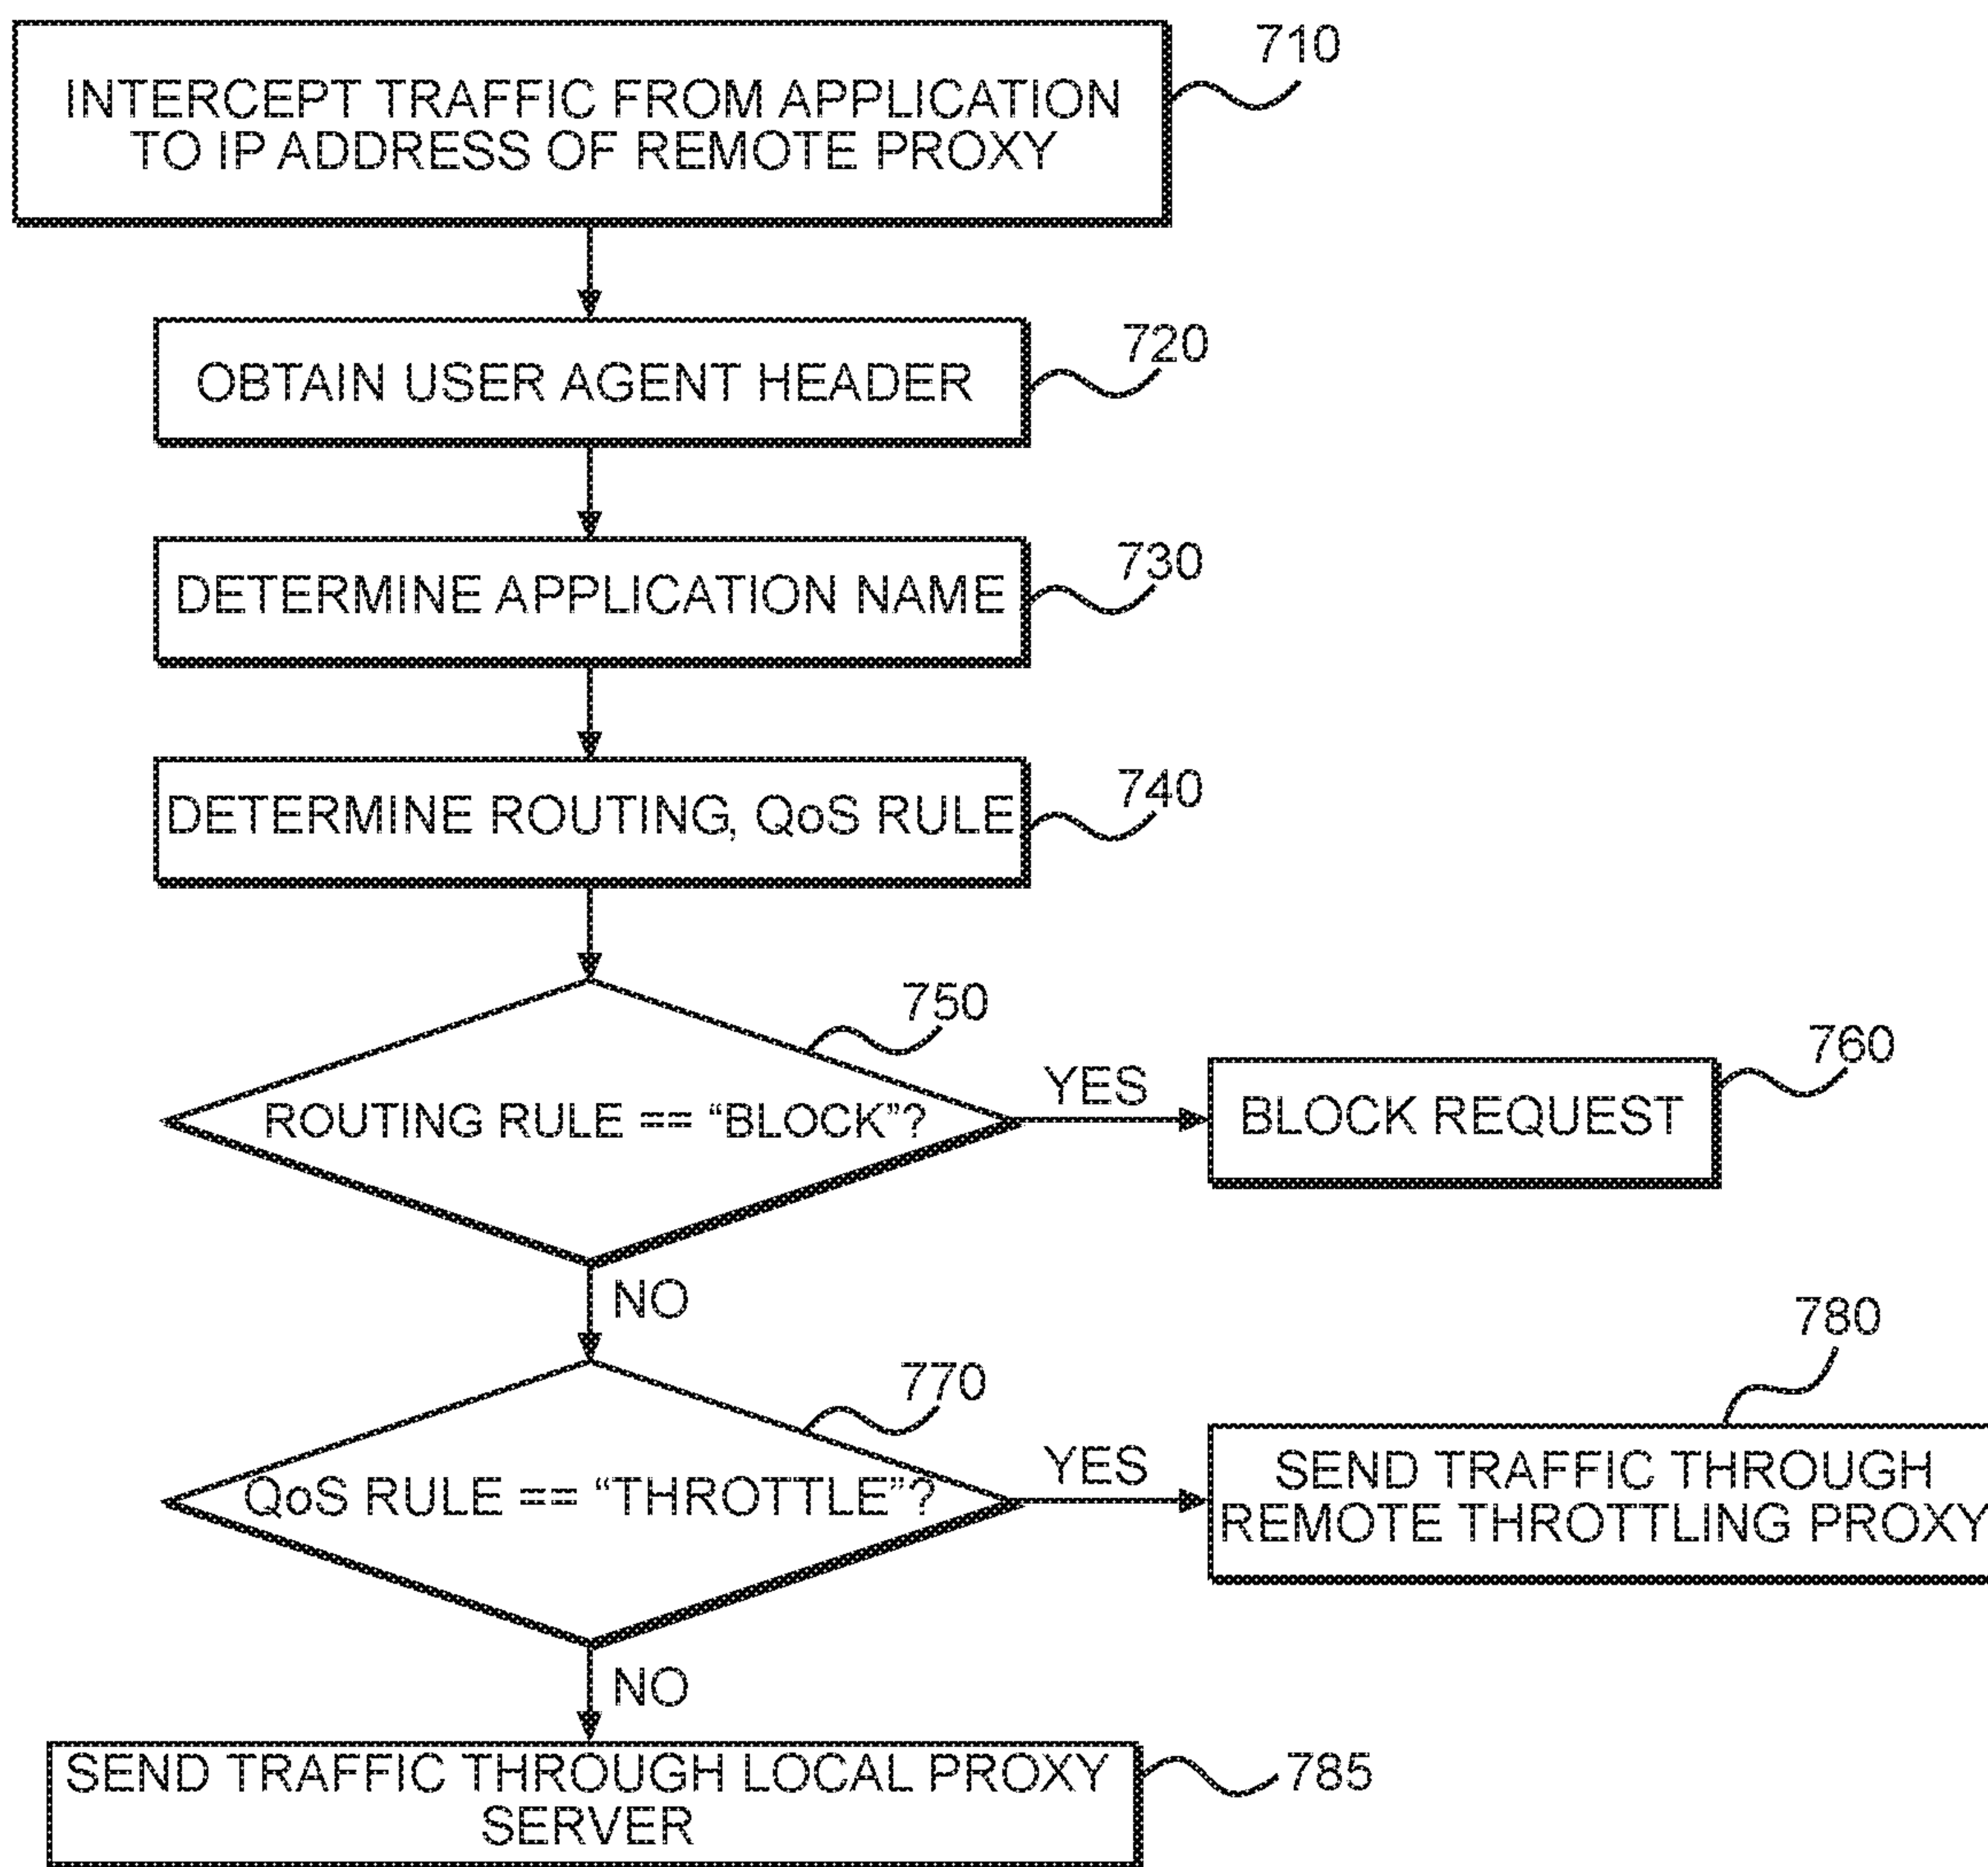 710
INTERCEPT TRAFFIC FROM APPLICATION
TO IP ADDRESS OF REMOTE PROXY
720
OBTAIN USER AGENT HEADER
730
DETERMINE APPLICATION NAME
740
DETERMINE ROUTING, QoS RULE
750
ROUTING RULE == “BLOCK”?
YES
760
BLOCK REQUEST
NO
770
QoS RULE == “THROTTLE”?
YES
780
SEND TRAFFIC THROUGH
REMOTE THROTTLING PROXY
NO
SEND TRAFFIC THROUGH LOCAL PROXY
SERVER
785